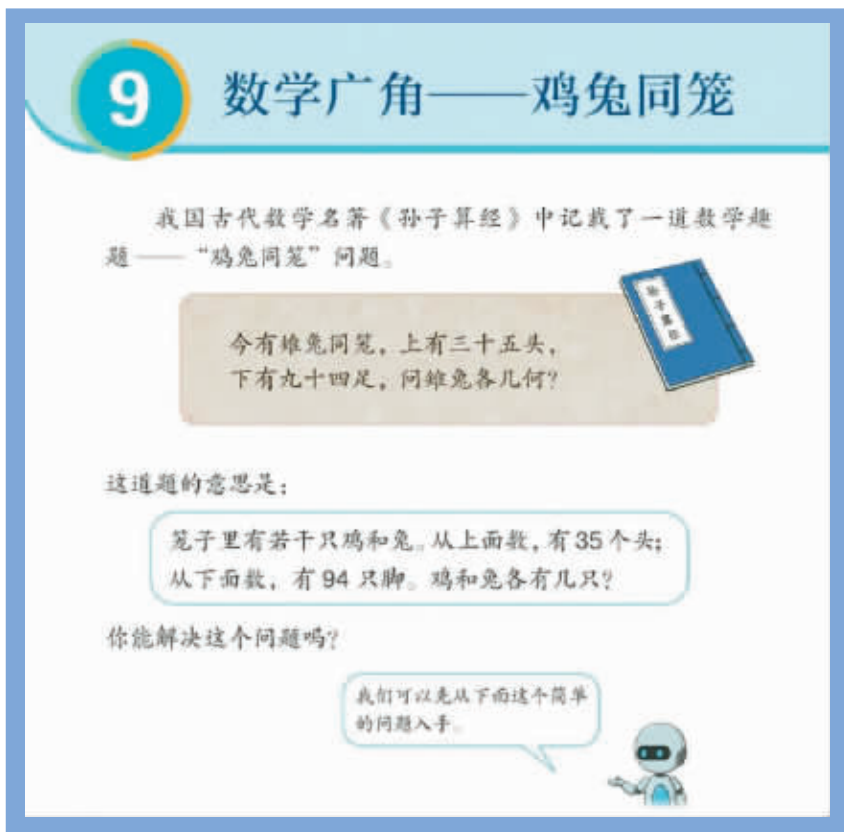 9
数学广角——鸡兔同笼
我国古代数学名著《孙子算经》中记载了一道数学趣
题——“鸡兔同笼”问题。
今有雉兔同笼，上有三十五头，
下有九十四足，问雉兔各几何？
孙子算经
这道题的意思是：
笼子里有若干只鸡和兔。从上面数，有35个头；
从下面数，有94只脚。鸡和兔各有几只？
你能解决这个问题吗？
我们可以先从下面这个简单
的问题入手。